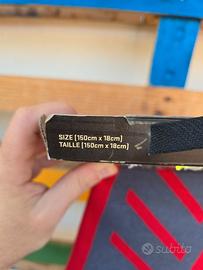 SIZE [150cm x 18cm]
TAILLE [150cm x 18cm]
subito